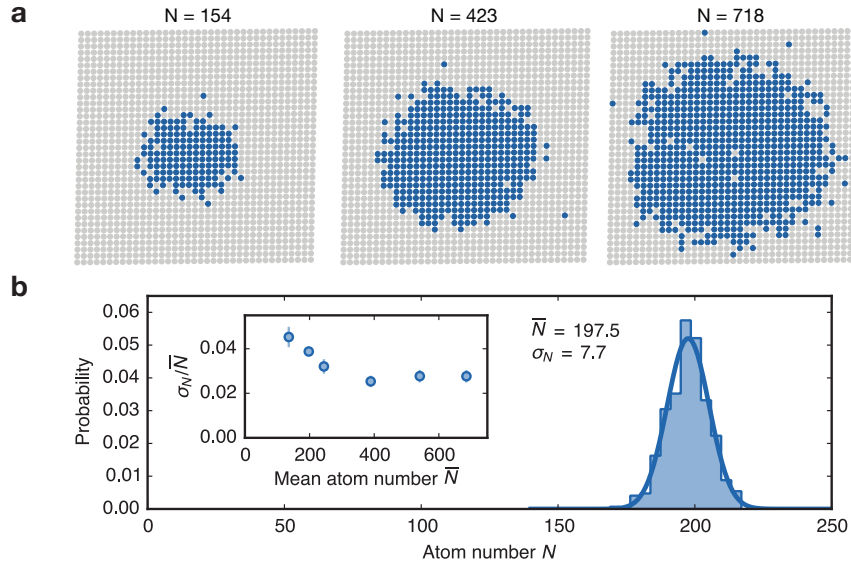 a
N = 154
N = 423
N = 718
b
Probability
0.06
0.05
0.04
0.03
0.02
0.01
0.00
0
50
100
150
200
250
Atom number N
N̅ = 197.5
σ_N = 7.7
σ_N/N̅
0.04
0.02
0.00
0
200
400
600
Mean atom number N̅